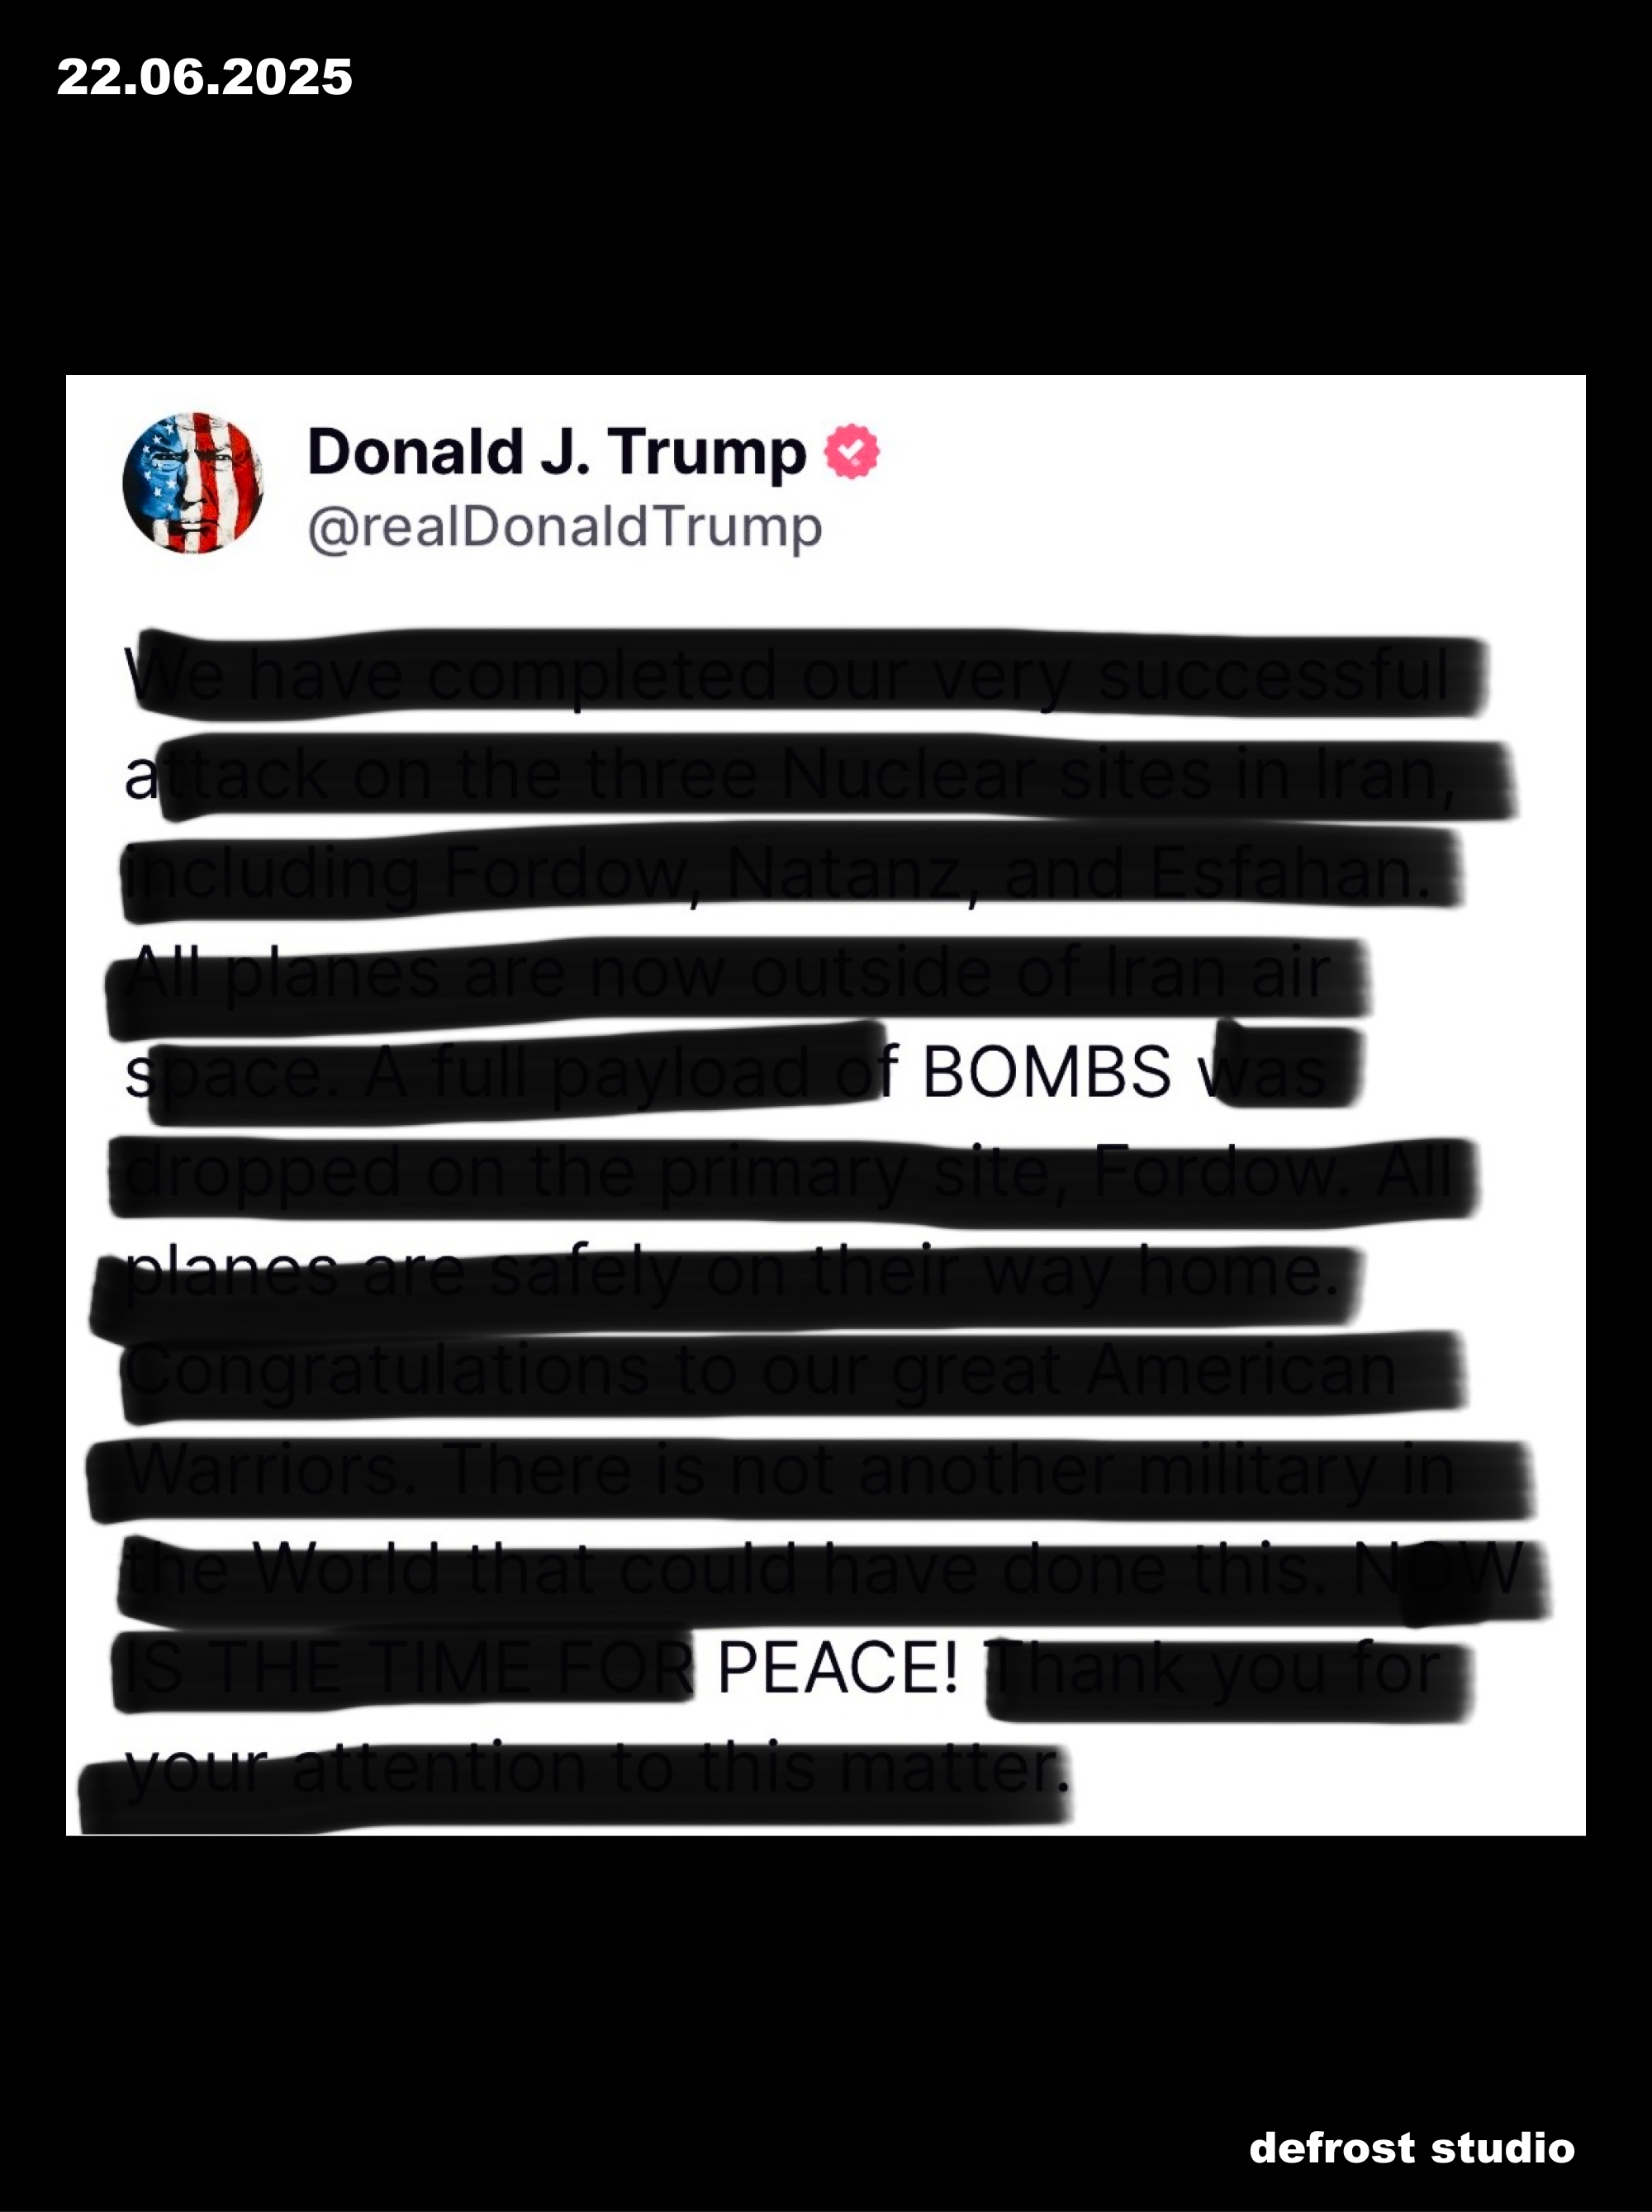 22.06.2025
Donald J. Trump
@realDonaldTrump
We have completed our very successful
attack on the three Nuclear sites in Iran,
including Fordow, Natanz, and Esfahan.
All planes are now outside of Iran air
space. A full payload of BOMBS was
dropped on the primary site, Fordow. All
planes are safely on their way home.
Congratulations to our great American
Warriors. There is not another military in
the World that could have done this. NOW
IS THE TIME FOR PEACE! Thank you for
your attention to this matter.
defrost studio